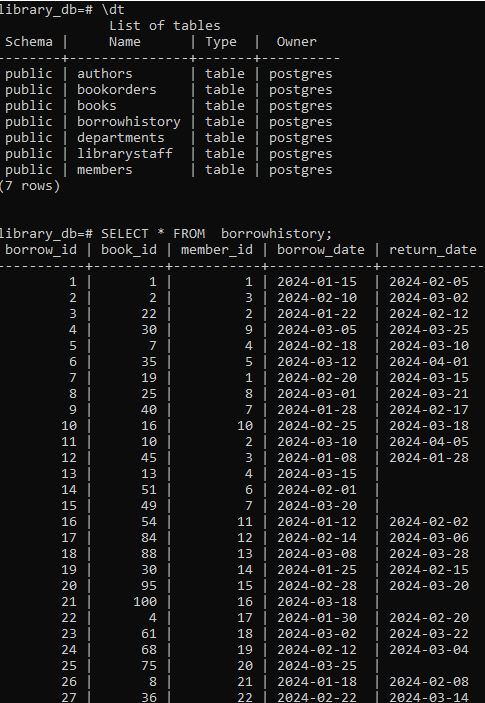 library_db=# \dt
             List of tables
 Schema |     Name      | Type  |  Owner
--------+---------------+-------+----------
 public | authors       | table | postgres
 public | bookorders    | table | postgres
 public | books         | table | postgres
 public | borrowhistory | table | postgres
 public | departments   | table | postgres
 public | librarystaff  | table | postgres
 public | members       | table | postgres
(7 rows)
library_db=# SELECT * FROM  borrowhistory;
 borrow_id | book_id | member_id | borrow_date | return_date
-----------+---------+-----------+-------------+-------------
         1 |       1 |         1 | 2024-01-15  | 2024-02-05
         2 |       2 |         3 | 2024-02-10  | 2024-03-02
         3 |      22 |         2 | 2024-01-22  | 2024-02-12
         4 |      30 |         9 | 2024-03-05  | 2024-03-25
         5 |       7 |         4 | 2024-02-18  | 2024-03-10
         6 |      35 |         5 | 2024-03-12  | 2024-04-01
         7 |      19 |         1 | 2024-02-20  | 2024-03-15
         8 |      25 |         8 | 2024-03-01  | 2024-03-21
         9 |      40 |         7 | 2024-01-28  | 2024-02-17
        10 |      16 |        10 | 2024-02-25  | 2024-03-18
        11 |      10 |         2 | 2024-03-10  | 2024-04-05
        12 |      45 |         3 | 2024-01-08  | 2024-01-28
        13 |      13 |         4 | 2024-03-15  |
        14 |      51 |         6 | 2024-02-01  |
        15 |      49 |         7 | 2024-03-20  |
        16 |      54 |        11 | 2024-01-12  | 2024-02-02
        17 |      84 |        12 | 2024-02-14  | 2024-03-06
        18 |      88 |        13 | 2024-03-08  | 2024-03-28
        19 |      30 |        14 | 2024-01-25  | 2024-02-15
        20 |      95 |        15 | 2024-02-28  | 2024-03-20
        21 |     100 |        16 | 2024-03-18  |
        22 |       4 |        17 | 2024-01-30  | 2024-02-20
        23 |      61 |        18 | 2024-03-02  | 2024-03-22
        24 |      68 |        19 | 2024-02-12  | 2024-03-04
        25 |      75 |        20 | 2024-03-25  |
        26 |       8 |        21 | 2024-01-18  | 2024-02-08
        27 |      36 |        22 | 2024-02-22  | 2024-03-14